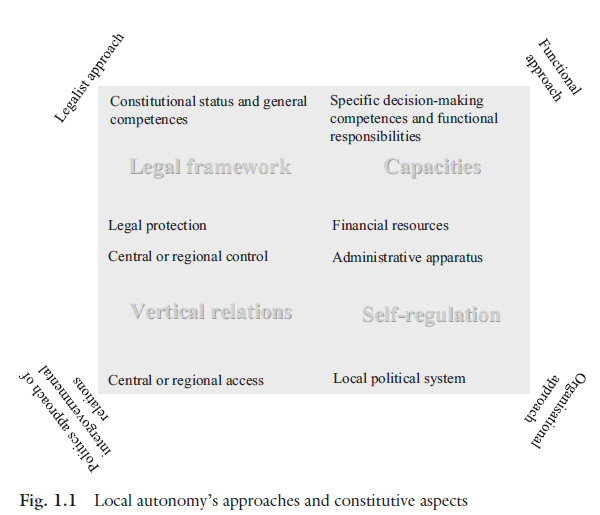 Legalist approach
Functional
approach
Constitutional status and general
competences
Specific decision-making
competences and functional
responsibilities
Legal framework
Capacities
Legal protection
Financial resources
Central or regional control
Administrative apparatus
Vertical relations
Self-regulation
Central or regional access
Local political system
Politics approach of
intergovernmental
relations
Organisational
approach
Fig. 1.1 Local autonomy’s approaches and constitutive aspects